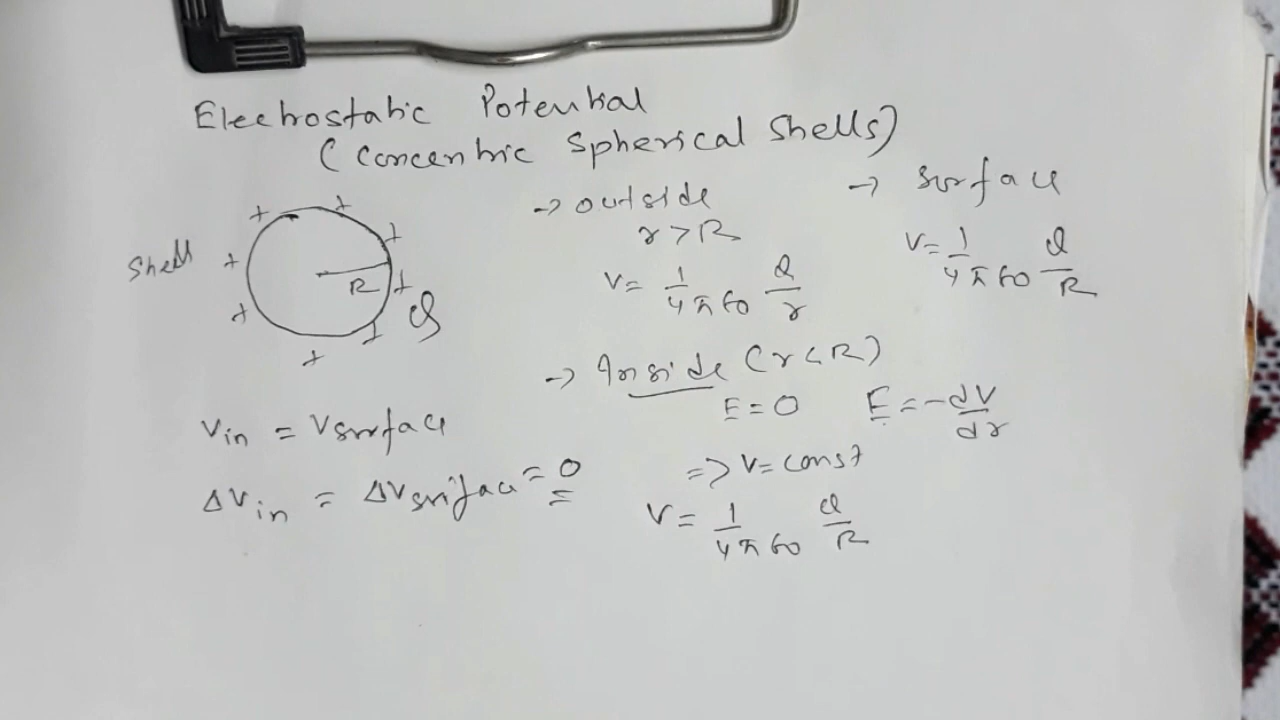 Electrostatic Potential
(Concentric Spherical Shells)
Shell
+ + + + + + + +
R
Q
→ outside
r > R
V = 1/4πϵ0 Q/r
→ surface
V = 1/4πϵ0 Q/R
→ Inside (r < R)
E = 0 E = -dV/dr
=> V = const
V = 1/4πϵ0 Q/R
Vin = Vsurface
ΔVin = ΔVsurface = 0